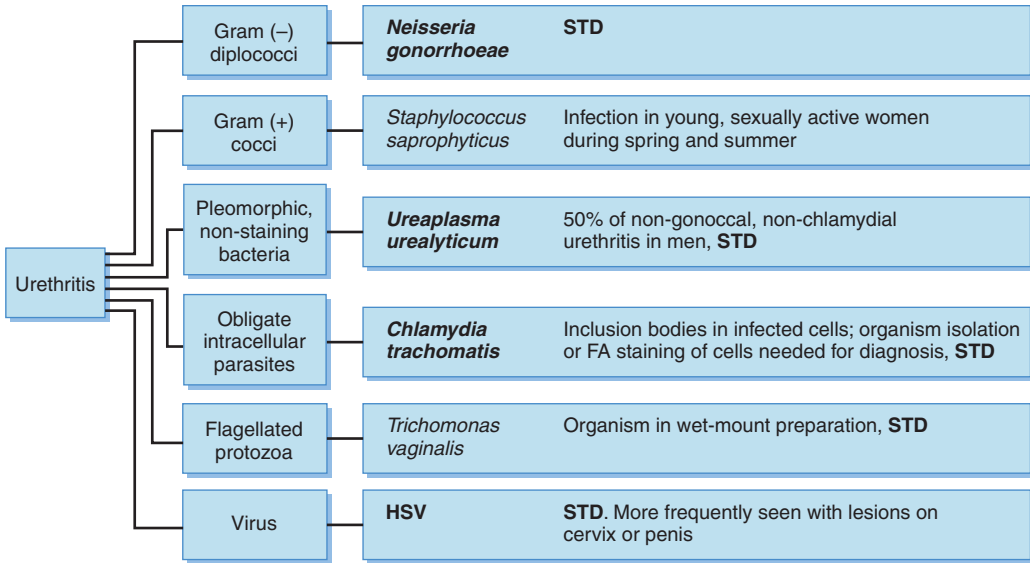 Urethritis
Gram (–)
diplococci
Neisseria
gonorrhoeae
STD
Gram (+)
cocci
Staphylococcus
saprophyticus
Infection in young, sexually active women
during spring and summer
Pleomorphic,
non-staining
bacteria
Ureaplasma
urealyticum
50% of non-gonoccal, non-chlamydial
urethritis in men, STD
Obligate
intracellular
parasites
Chlamydia
trachomatis
Inclusion bodies in infected cells; organism isolation
or FA staining of cells needed for diagnosis, STD
Flagellated
protozoa
Trichomonas
vaginalis
Organism in wet-mount preparation, STD
Virus
HSV
STD. More frequently seen with lesions on
cervix or penis